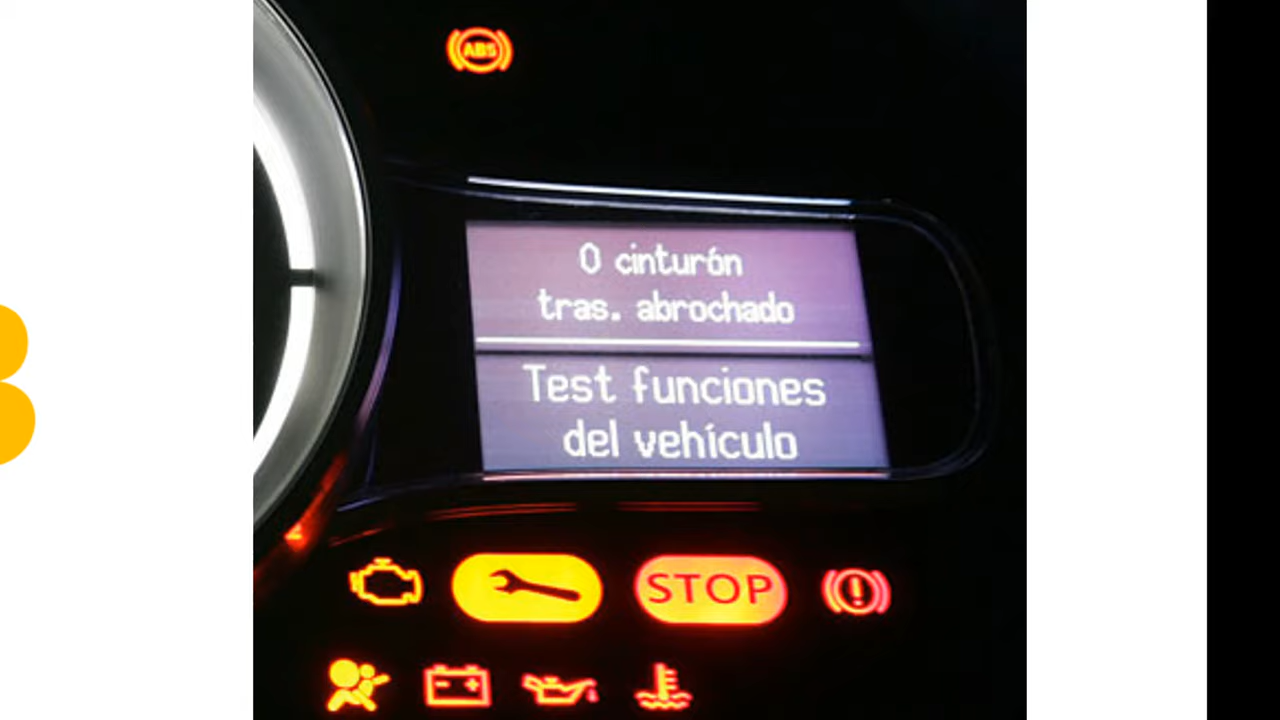 ABS
0 cinturón
tras. abrochado
Test funciones
del vehículo
STOP